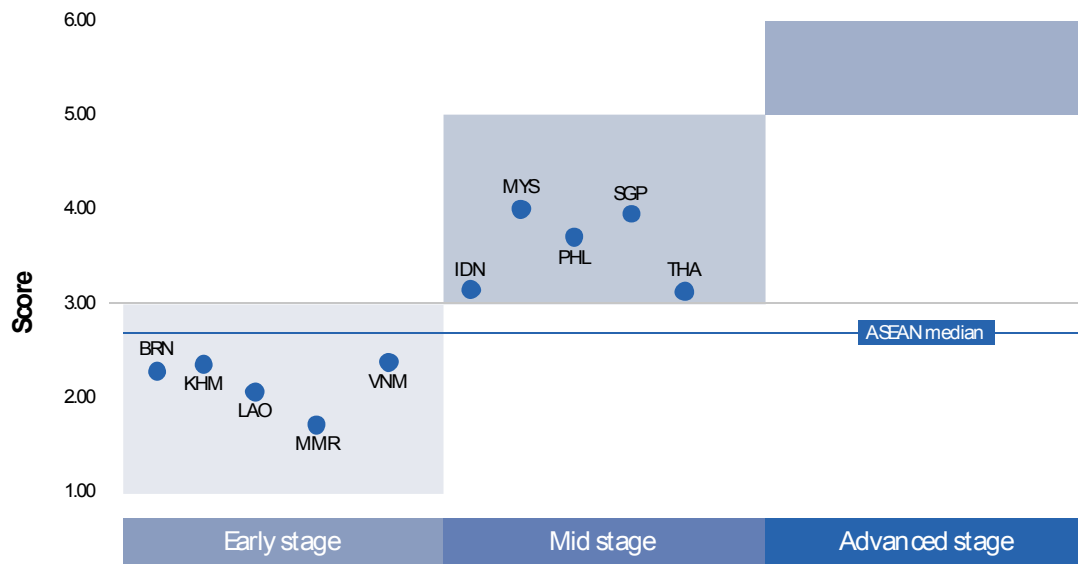 6.00
5.00
4.00
3.00
2.00
1.00
Score
MYS
SGP
PHL
IDN
THA
ASEAN median
BRN
KHM
VNM
LAO
MMR
Early stage
Mid stage
Advanced stage